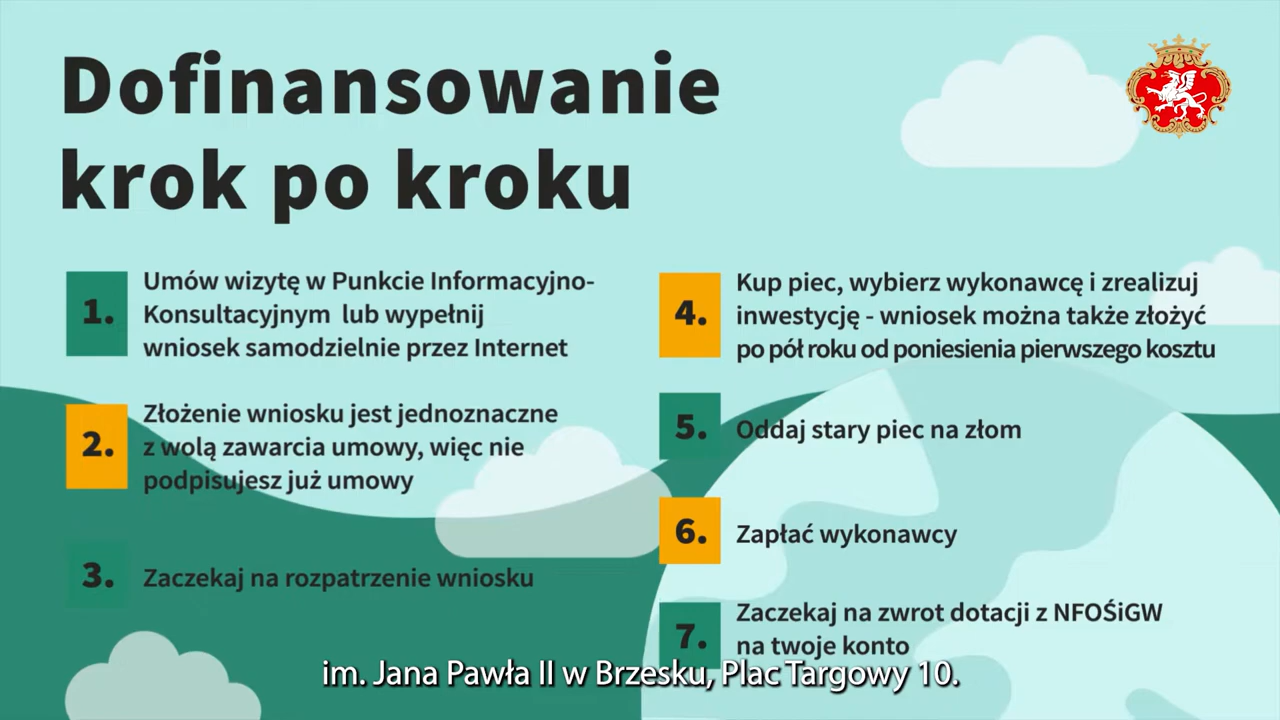 Dofinansowanie
krok po kroku
1.
Umów wizytę w Punkcie Informacyjno-
Konsultacyjnym lub wypełnij
wniosek samodzielnie przez Internet
2.
Złożenie wniosku jest jednoznaczne
z wolą zawarcia umowy, więc nie
podpisujesz już umowy
3.
Zaczekaj na rozpatrzenie wniosku
4.
Kup piec, wybierz wykonawcę i zrealizuj
inwestycję - wniosek można także złożyć
po pół roku od poniesienia pierwszego kosztu
5.
Oddaj stary piec na złom
6.
Zapłać wykonawcy
7.
Zaczekaj na zwrot dotacji z NFOŚiGW
na twoje konto
im. Jana Pawła II w Brzesku, Plac Targowy 10.